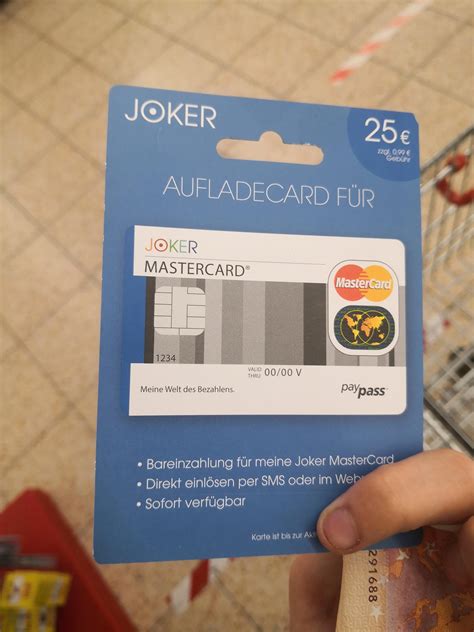 JOKER
25 €
zzgl. 0,99 €
Gebühr
AUFLADECARD FÜR
JOKER
MASTERCARD®
MasterCard
1234
VALID
THRU 00/00 V
Meine Welt des Bezahlens.
paypass
• Bareinzahlung für meine Joker MasterCard
• Direkt einlösen per SMS oder im
• Sofort verfügbar
Karte ist bis zur
291688